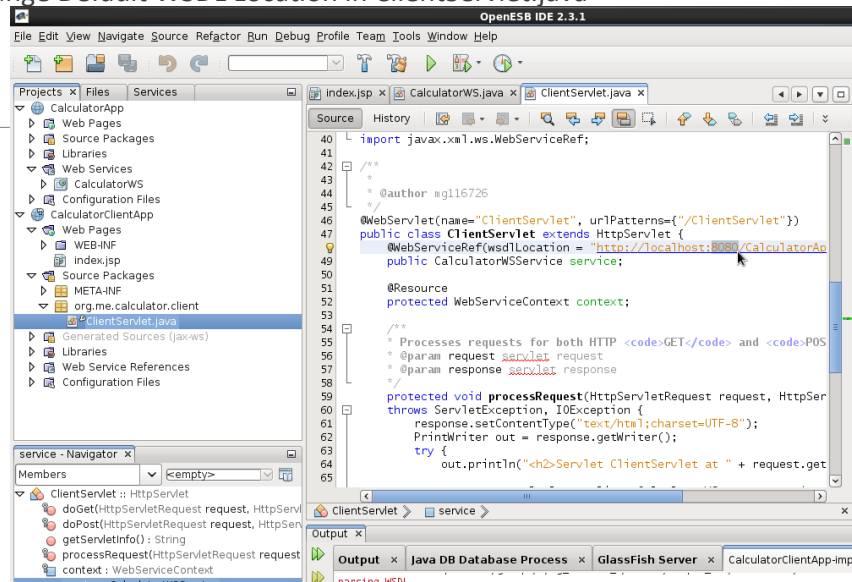 OpenESB IDE 2.3.1
File Edit View Navigate Source Refactor Run Debug Profile Team Tools Window Help
Projects × Files Services
CalculatorApp
Web Pages
Source Packages
Libraries
Web Services
CalculatorWS
Configuration Files
CalculatorClientApp
Web Pages
WEB-INF
index.jsp
Source Packages
META-INF
org.me.calculator.client
ClientServlet.java
Generated Sources (jax-ws)
Libraries
Web Service References
Configuration Files
service - Navigator ×
Members <empty>
ClientServlet :: HttpServlet
doGet(HttpServletRequest request, HttpServl
doPost(HttpServletRequest request, HttpServ
getServletInfo() : String
processRequest(HttpServletRequest request
context : WebServiceContext
index.jsp × CalculatorWS.java × ClientServlet.java ×
Source History
40 import javax.xml.ws.WebServiceRef;
41
42 /**
43 *
44 * @author mg116726
45 */
46 @WebServlet(name="ClientServlet", urlPatterns={"/ClientServlet"})
47 public class ClientServlet extends HttpServlet {
@WebServiceRef(wsdlLocation = "http://localhost:8080/CalculatorAp
49 public CalculatorWSService service;
50
51 @Resource
52 protected WebServiceContext context;
53
54 /**
55 * Processes requests for both HTTP <code>GET</code> and <code>POS
56 * @param request servlet request
57 * @param response servlet response
58 */
59 protected void processRequest(HttpServletRequest request, HttpSer
60 throws ServletException, IOException {
61 response.setContentType("text/html;charset=UTF-8");
62 PrintWriter out = response.getWriter();
63 try {
64 out.println("<h2>Servlet ClientServlet at " + request.get
65
ClientServlet service
Output ×
Output × Java DB Database Process × GlassFish Server × CalculatorClientApp-imp
parsing WSDL